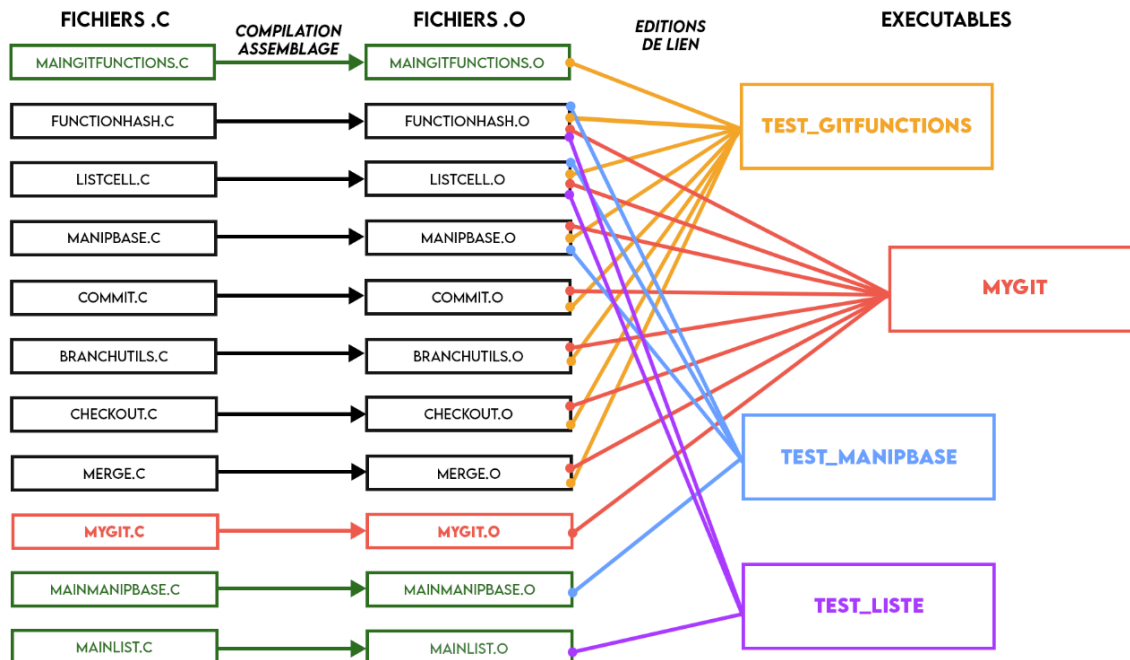 FICHIERS .C
COMPILATION
ASSEMBLAGE
FICHIERS .O
EDITIONS
DE LIEN
EXECUTABLES
MAINGITFUNCTIONS.C
MAINGITFUNCTIONS.O
FUNCTIONHASH.C
FUNCTIONHASH.O
TEST_GITFUNCTIONS
LISTCELL.C
LISTCELL.O
MANIPBASE.C
MANIPBASE.O
MYGIT
COMMIT.C
COMMIT.O
BRANCHUTILS.C
BRANCHUTILS.O
CHECKOUT.C
CHECKOUT.O
TEST_MANIPBASE
MERGE.C
MERGE.O
MYGIT.C
MYGIT.O
MAINMANIPBASE.C
MAINMANIPBASE.O
TEST_LISTE
MAINLIST.C
MAINLIST.O